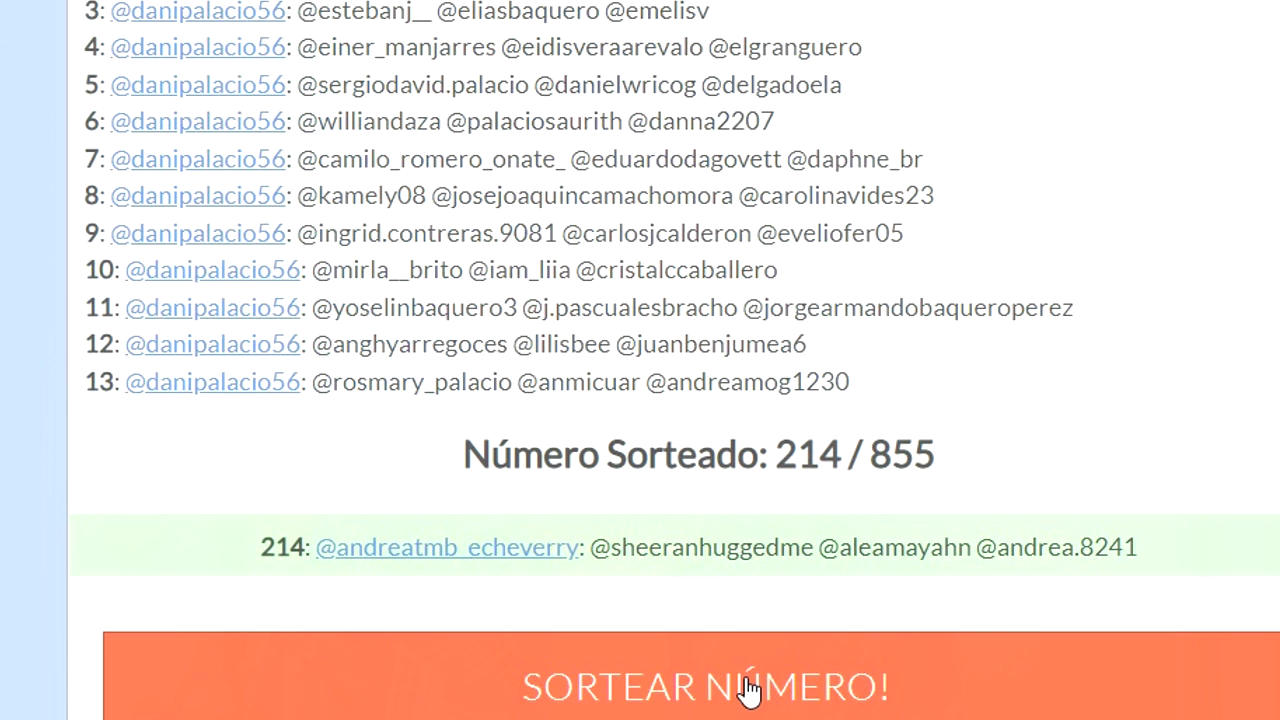 3: @danipalacio56: @estebanj__ @eliasbaquero @emelisv
4: @danipalacio56: @einer_manjarres @eidisveraarevalo @elgranguero
5: @danipalacio56: @sergiodavid.palacio @danielwricog @delgadoela
6: @danipalacio56: @williandaza @palaciosaurith @danna2207
7: @danipalacio56: @camilo_romero_onate_ @eduardodagovett @daphne_br
8: @danipalacio56: @kamely08 @josejoaquincamachomora @carolinavides23
9: @danipalacio56: @ingrid.contreras.9081 @carlosjcalderon @eveliofer05
10: @danipalacio56: @mirla__brito @iam_liia @cristalccaballero
11: @danipalacio56: @yoselinbaquero3 @j.pascualesbracho @jorgearmandobaqueroperez
12: @danipalacio56: @anghyarregoces @lilisbee @juanbenjumea6
13: @danipalacio56: @rosmary_palacio @anmicuar @andreamog1230
Número Sorteado: 214 / 855
214: @andreatmb_echeverry: @sheeranhuggedme @aleamayahn @andrea.8241
SORTEAR NÚMERO!